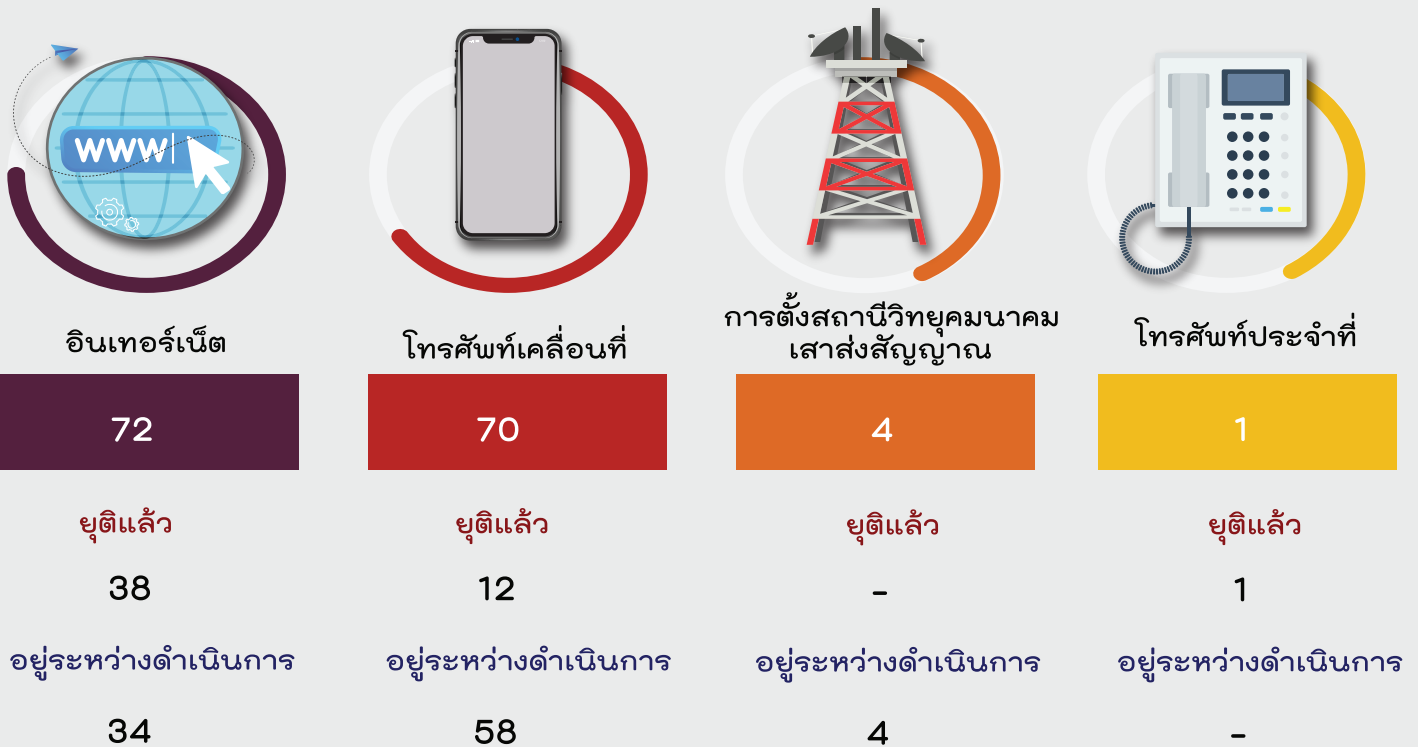 www
อินเทอร์เน็ต
72
ยุติแล้ว
38
อยู่ระหว่างดำเนินการ
34
โทรศัพท์เคลื่อนที่
70
ยุติแล้ว
12
อยู่ระหว่างดำเนินการ
58
การตั้งสถานีวิทยุคมนาคม
เสาส่งสัญญาณ
4
ยุติแล้ว
-
อยู่ระหว่างดำเนินการ
4
โทรศัพท์ประจำที่
1
ยุติแล้ว
1
อยู่ระหว่างดำเนินการ
-